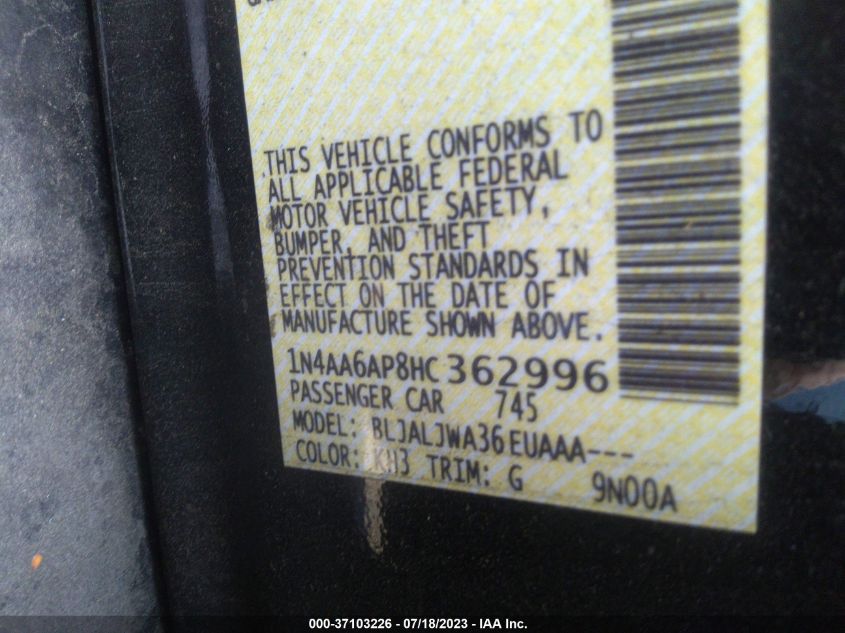 THIS VEHICLE CONFORMS TO
ALL APPLICABLE FEDERAL
MOTOR VEHICLE SAFETY,
BUMPER, AND THEFT
PREVENTION STANDARDS IN
EFFECT ON THE DATE OF
MANUFACTURE SHOWN ABOVE.
1N4AA6AP8HC362996
PASSENGER CAR 745
MODEL: BLJALJWA36EUAAA---
COLOR: KH3 TRIM: G 9N00A
000-37103226 - 07/18/2023 - IAA Inc.